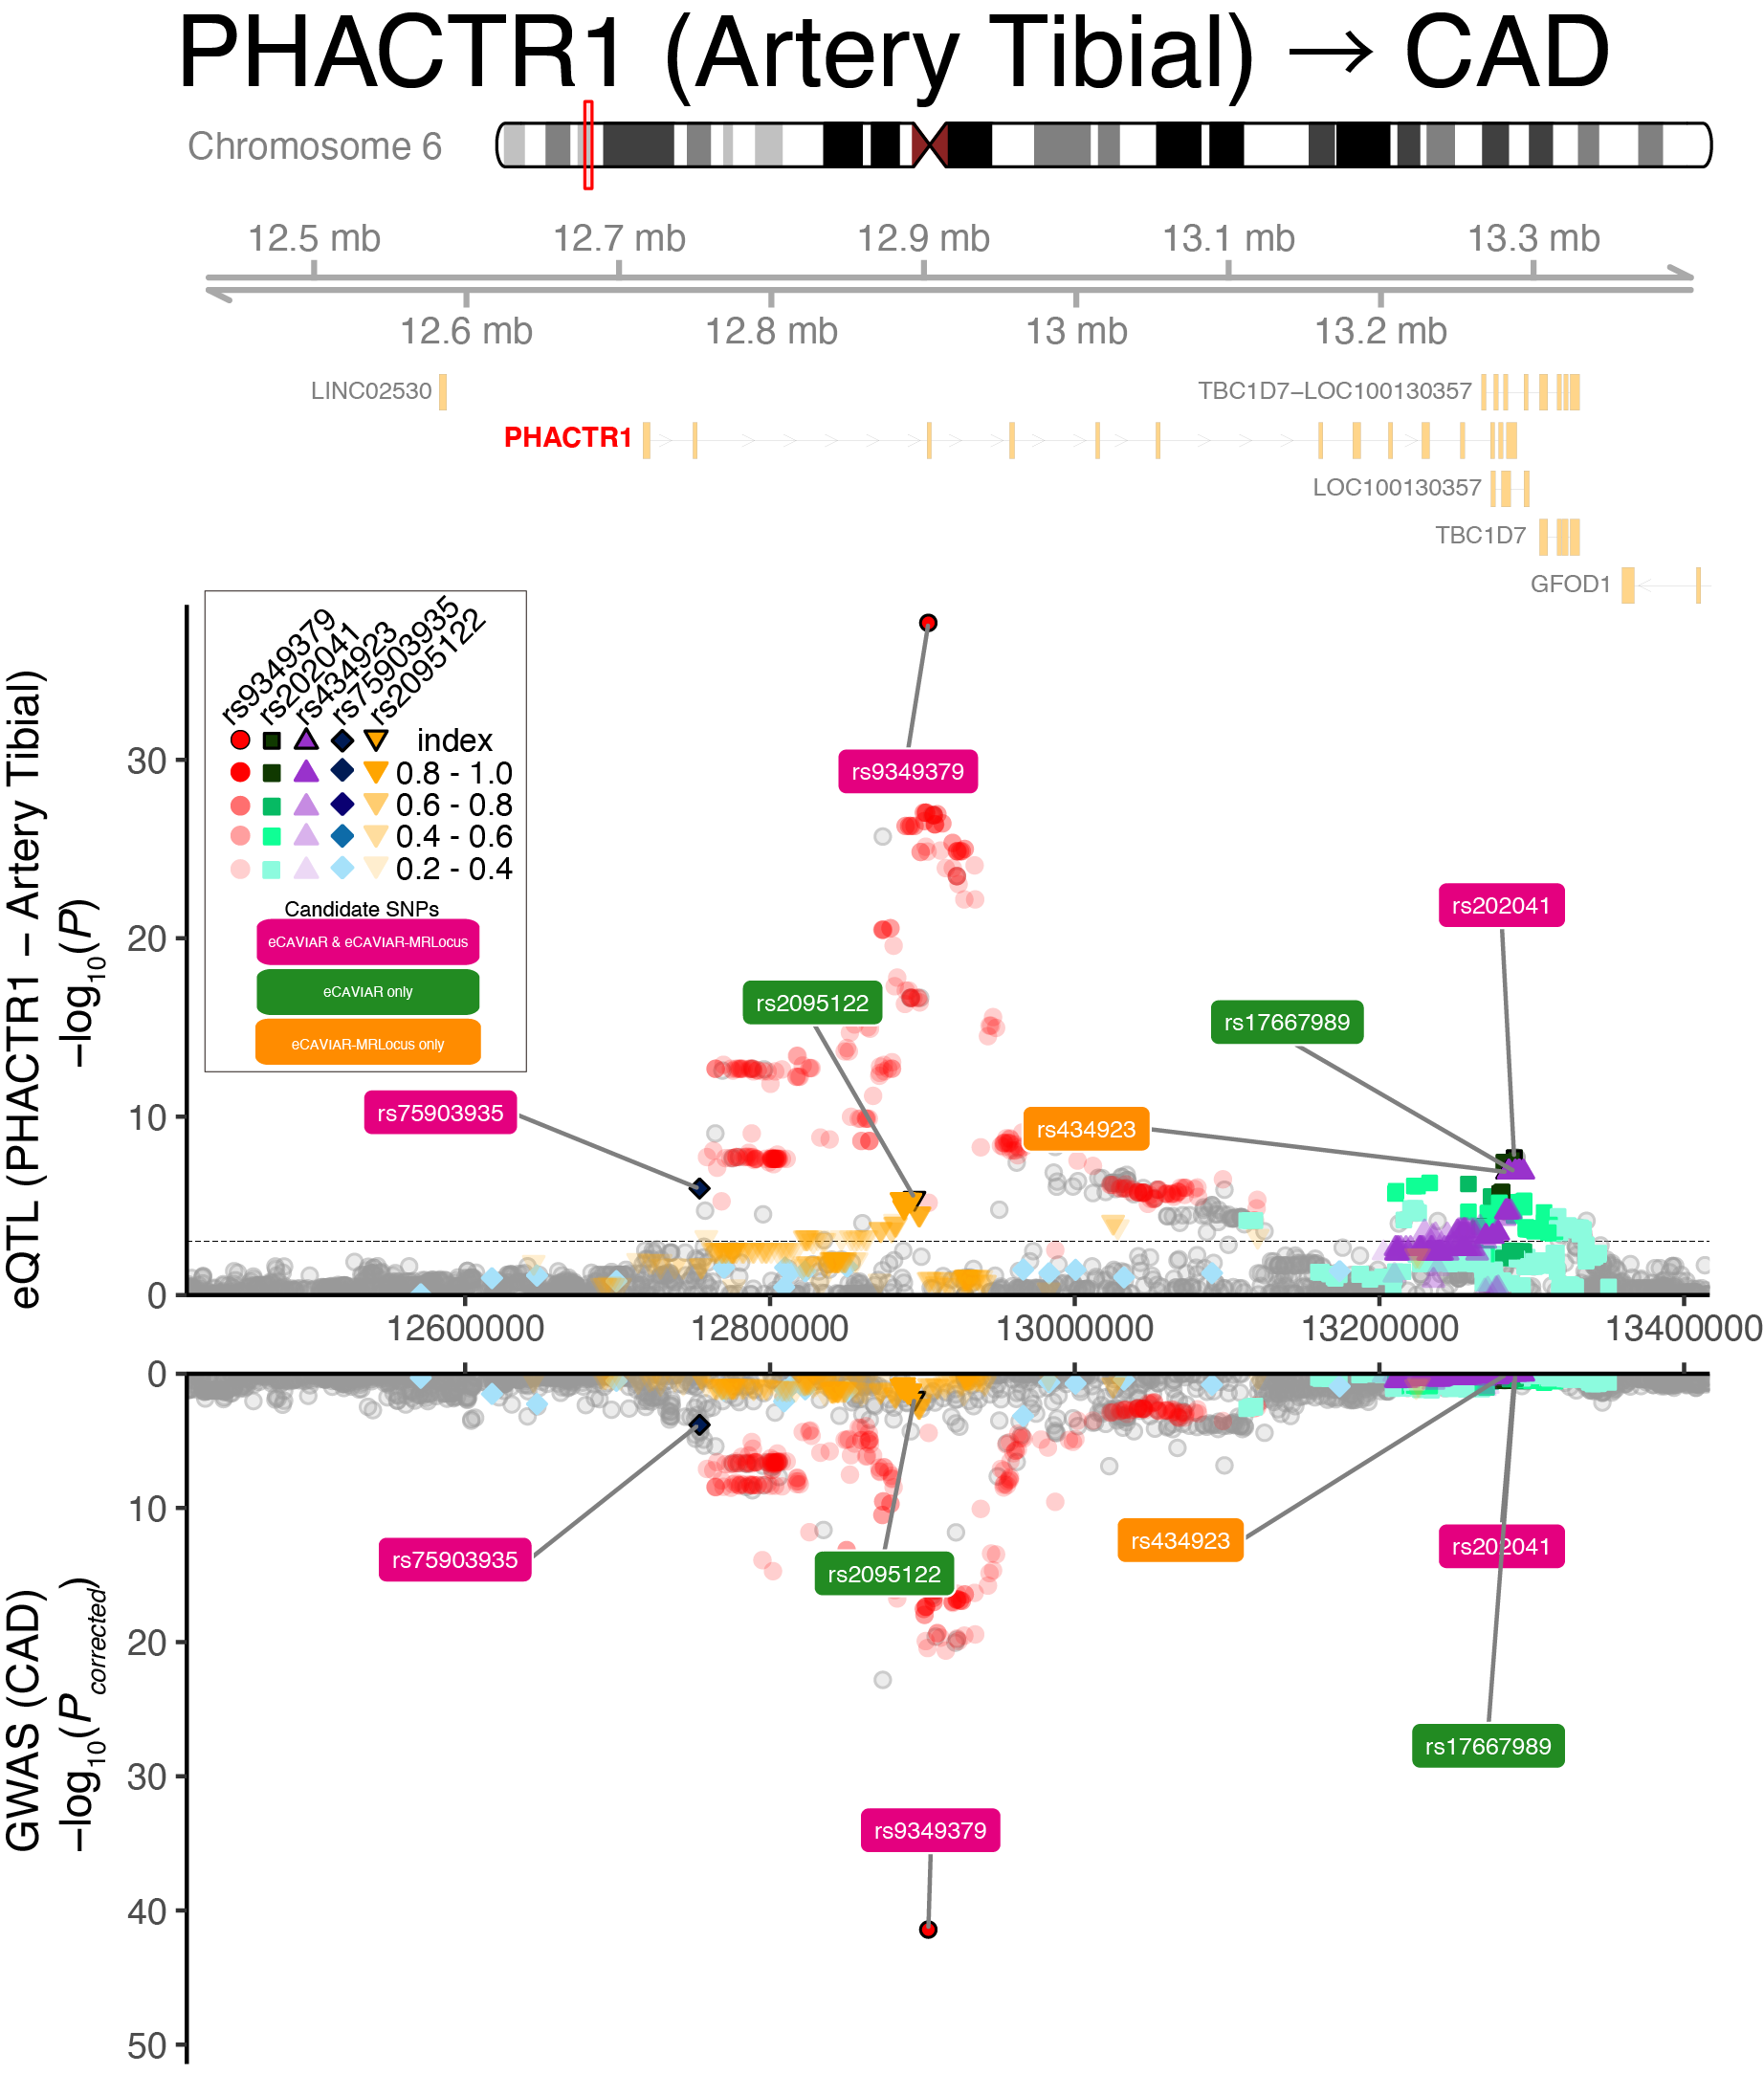 PHACTR1 (Artery Tibial) → CAD
Chromosome 6
12.5 mb 12.7 mb 12.9 mb 13.1 mb 13.3 mb
12.6 mb 12.8 mb 13 mb 13.2 mb
LINC02530 TBC1D7−LOC100130357
PHACTR1
LOC100130357
TBC1D7
GFOD1
eQTL (PHACTR1 − Artery Tibial)
−log10(P)
30
20
10
0
rs9349379
rs202041
rs434923
rs75903935
rs2095122
index
0.8 - 1.0
0.6 - 0.8
0.4 - 0.6
0.2 - 0.4
Candidate SNPs
eCAVIAR & eCAVIAR-MRLocus
eCAVIAR only
eCAVIAR-MRLocus only
rs9349379
rs202041
rs2095122
rs17667989
rs75903935
rs434923
12600000 12800000 13000000 13200000 13400000
GWAS (CAD)
−log10(Pcorrected)
0
10
20
30
40
50
rs434923
rs202041
rs75903935
rs2095122
rs17667989
rs9349379